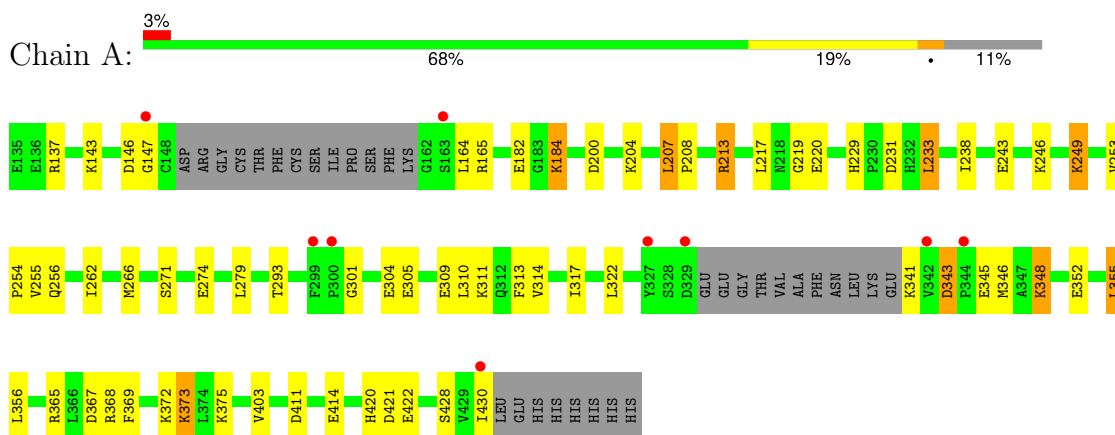 3%
Chain A:
68% 19% • 11%
E135 E136 R137 K143 D146 G147 C148 ASP ARG GLY CYS THR PHE CYS SER ILE PRO SER PHE LYS G162 S163 L164 R165 E182 G183 K184 D200 K204 L207 P208 R213 L217 N218 G219 E220 H229 P230 D231 H232 L233 I238 E243 K246 K249
P254 V255 Q256 I262 M266 S271 E274 L279 T293 F299 P300 G301 E304 E305 E309 L310 K311 Q312 F313 V314 I317 L322 Y327 S328 D329 GLU GLU GLY THR VAL ALA PHE ASN LEU LYS GLU K341 V342 D343 P344 E345 M346 A347 K348 E352 L355
L356 R365 L366 D367 R368 F369 K372 K373 L374 K375 V403 D411 E414 H420 D421 E422 S428 V429 I430 LEU GLU HIS HIS HIS HIS HIS HIS